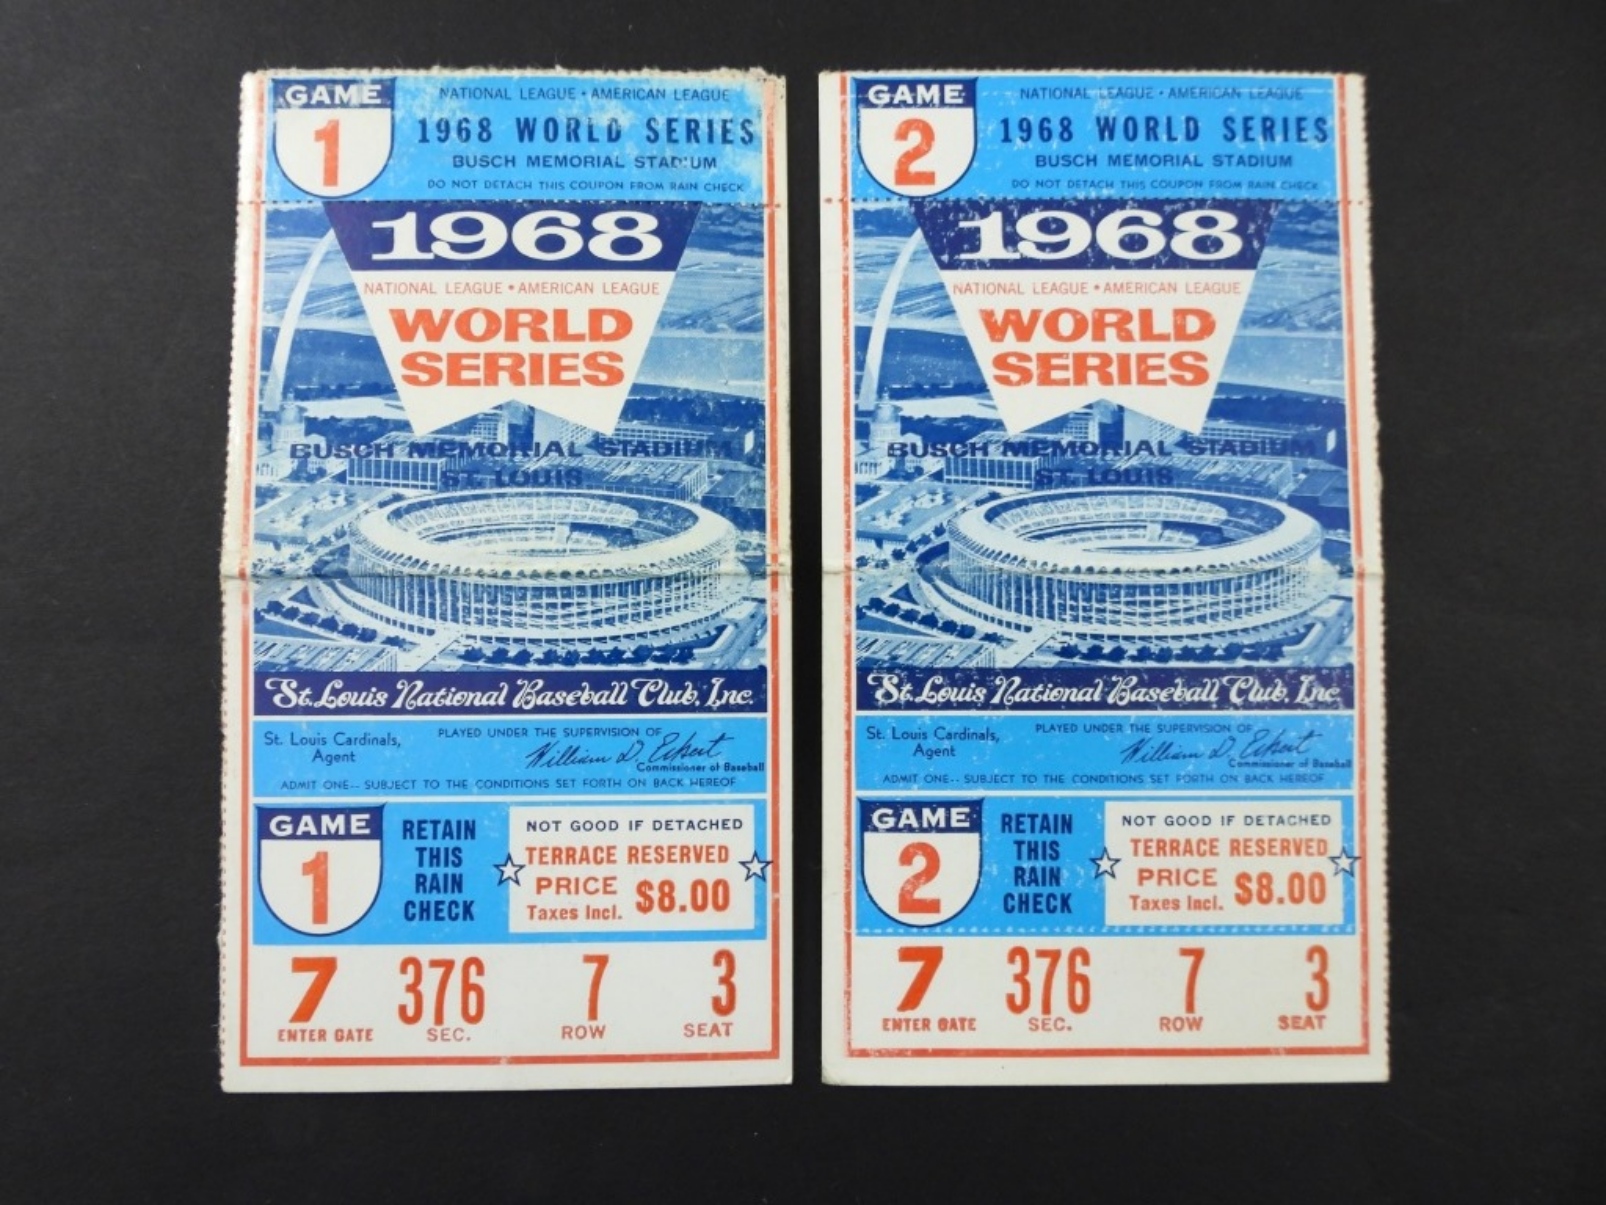 GAME
1
NATIONAL LEAGUE • AMERICAN LEAGUE
1968 WORLD SERIES
BUSCH MEMORIAL STADIUM
DO NOT DETACH THIS COUPON FROM RAIN CHECK
1968
NATIONAL LEAGUE • AMERICAN LEAGUE
WORLD
SERIES
BUSCH MEMORIAL STADIUM
ST. LOUIS
St. Louis National Baseball Club, Inc.
St. Louis Cardinals,
Agent
PLAYED UNDER THE SUPERVISION OF
William D. Eckert
Commissioner of Baseball
ADMIT ONE-- SUBJECT TO THE CONDITIONS SET FORTH ON BACK HEREOF
GAME
1
RETAIN
THIS
RAIN
CHECK
NOT GOOD IF DETACHED
TERRACE RESERVED
PRICE $8.00
Taxes Incl.
7 376 7 3
ENTER GATE SEC. ROW SEAT
GAME
2
NATIONAL LEAGUE • AMERICAN LEAGUE
1968 WORLD SERIES
BUSCH MEMORIAL STADIUM
DO NOT DETACH THIS COUPON FROM RAIN CHECK
1968
NATIONAL LEAGUE • AMERICAN LEAGUE
WORLD
SERIES
BUSCH MEMORIAL STADIUM
ST. LOUIS
St. Louis National Baseball Club, Inc.
St. Louis Cardinals,
Agent
PLAYED UNDER THE SUPERVISION OF
William D. Eckert
Commissioner of Baseball
ADMIT ONE-- SUBJECT TO THE CONDITIONS SET FORTH ON BACK HEREOF
GAME
2
RETAIN
THIS
RAIN
CHECK
NOT GOOD IF DETACHED
TERRACE RESERVED
PRICE $8.00
Taxes Incl.
7 376 7 3
ENTER GATE SEC. ROW SEAT